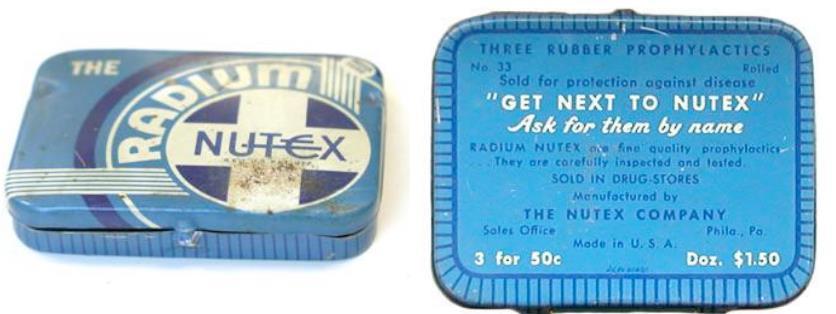 THE
RADIUM
NUTEX
THREE RUBBER PROPHYLACTICS
No. 33 Rolled
Sold for protection against disease
"GET NEXT TO NUTEX"
Ask for them by name
RADIUM NUTEX are fine quality prophylactics
They are carefully inspected and tested.
SOLD IN DRUG-STORES
Manufactured by
THE NUTEX COMPANY
Sales Office Phila., Pa.
Made in U. S. A.
3 for 50c Doz. $1.50